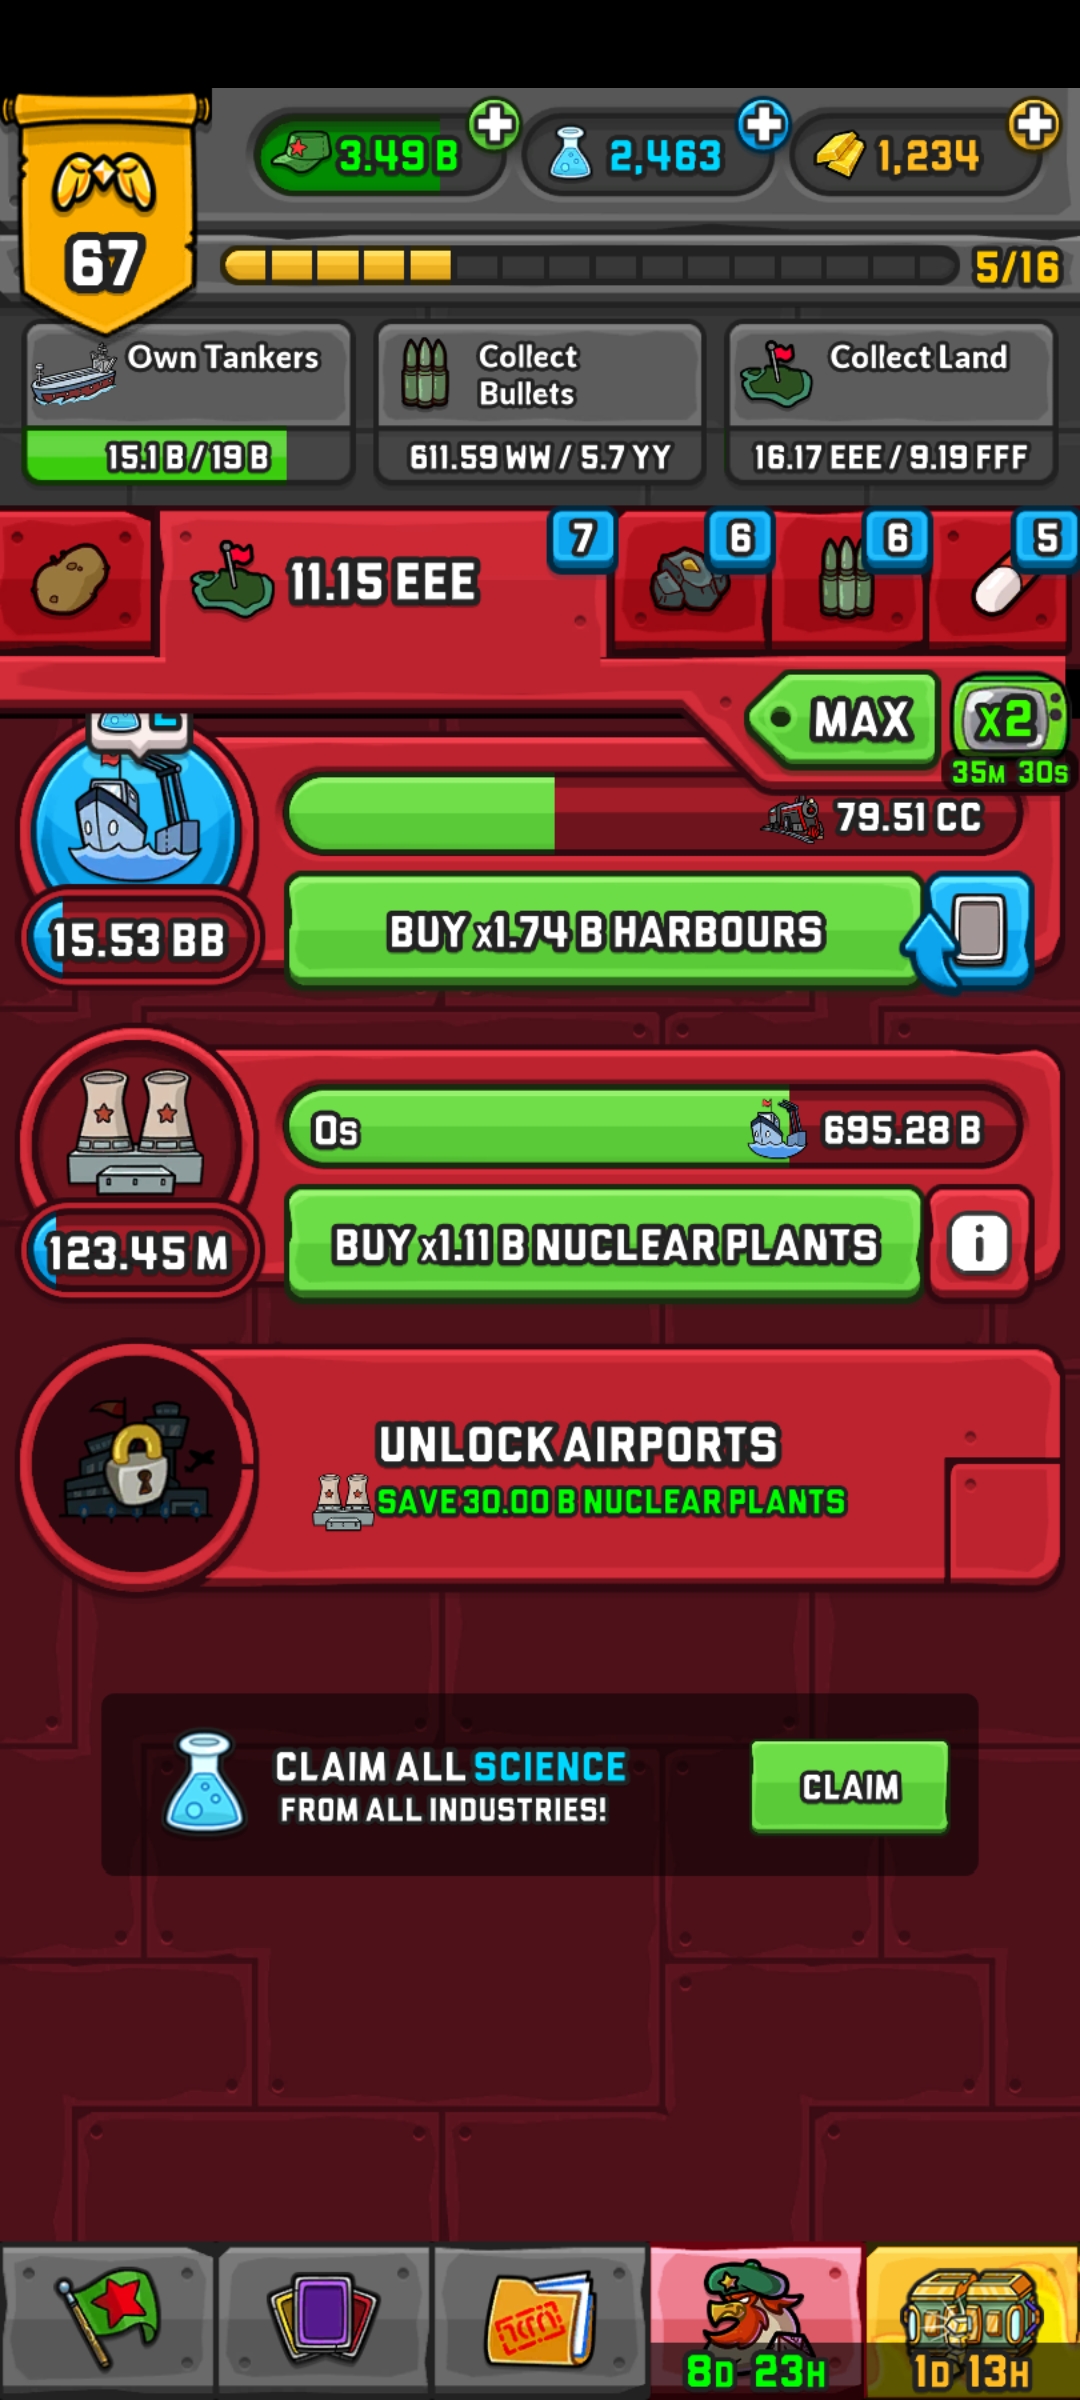 3.49 B
2,463
1,234
67
5/16
Own Tankers
15.1 B / 19 B
Collect
Bullets
611.59 WW / 5.7 YY
Collect Land
16.17 EEE / 9.19 FFF
11.15 EEE
7
6
6
5
MAX
x2
35M 30S
79.51 CC
15.53 BB
BUY x1.74 B HARBOURS
0s
695.28 B
123.45 M
BUY x1.11 B NUCLEAR PLANTS
i
UNLOCK AIRPORTS
SAVE 30.00 B NUCLEAR PLANTS
CLAIM ALL SCIENCE
FROM ALL INDUSTRIES!
CLAIM
8D 23H
1D 13H